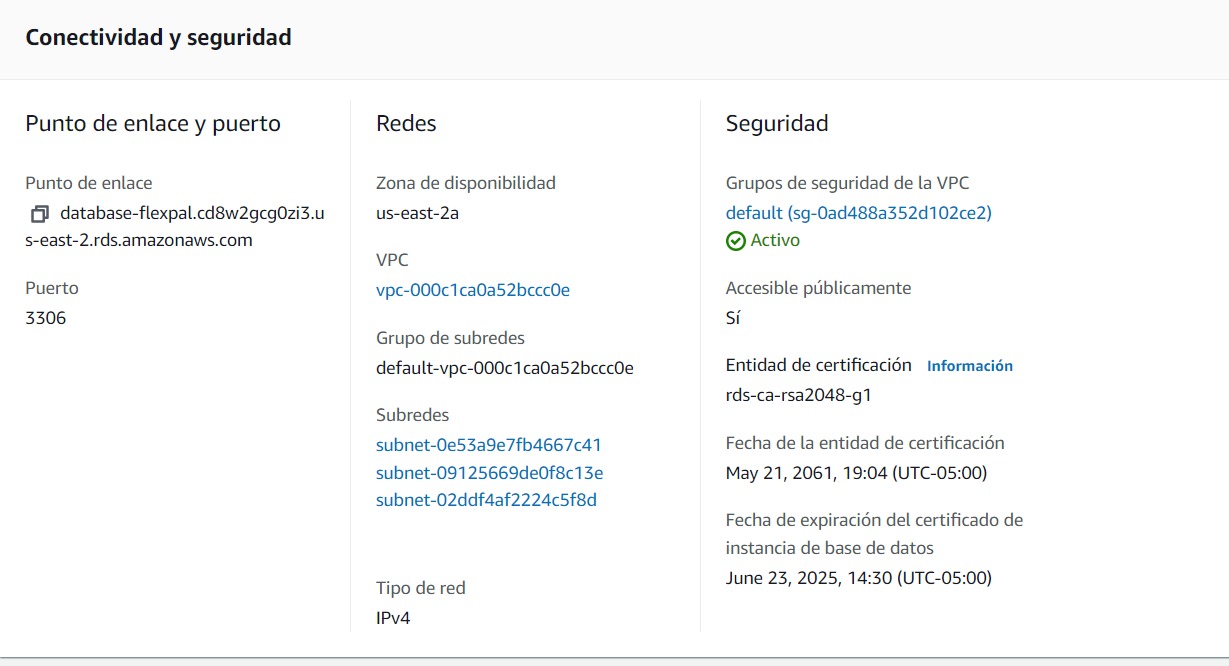 Conectividad y seguridad
Punto de enlace y puerto
Punto de enlace
database-flexpal.cd8w2gcg0zi3.u
s-east-2.rds.amazonaws.com
Puerto
3306
Redes
Zona de disponibilidad
us-east-2a
VPC
vpc-000c1ca0a52bccc0e
Grupo de subredes
default-vpc-000c1ca0a52bccc0e
Subredes
subnet-0e53a9e7fb4667c41
subnet-09125669de0f8c13e
subnet-02ddf4af2224c5f8d
Tipo de red
IPv4
Seguridad
Grupos de seguridad de la VPC
default (sg-0ad488a352d102ce2)
Activo
Accesible públicamente
Sí
Entidad de certificación Información
rds-ca-rsa2048-g1
Fecha de la entidad de certificación
May 21, 2061, 19:04 (UTC-05:00)
Fecha de expiración del certificado de
instancia de base de datos
June 23, 2025, 14:30 (UTC-05:00)